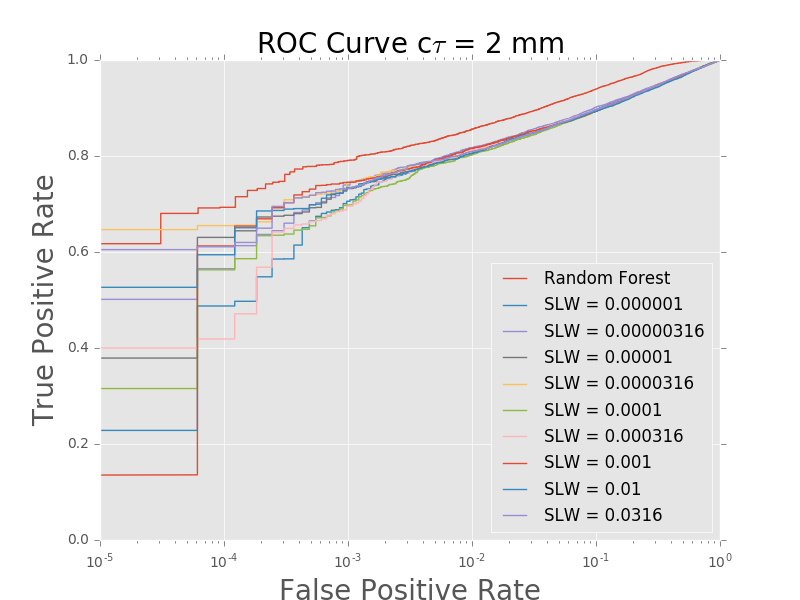 ROC Curve cτ = 2 mm
1.0
0.8
0.6
0.4
0.2
0.0
True Positive Rate
Random Forest
SLW = 0.000001
SLW = 0.00000316
SLW = 0.00001
SLW = 0.0000316
SLW = 0.0001
SLW = 0.000316
SLW = 0.001
SLW = 0.01
SLW = 0.0316
10⁻⁵ 10⁻⁴ 10⁻³ 10⁻² 10⁻¹ 10⁰
False Positive Rate